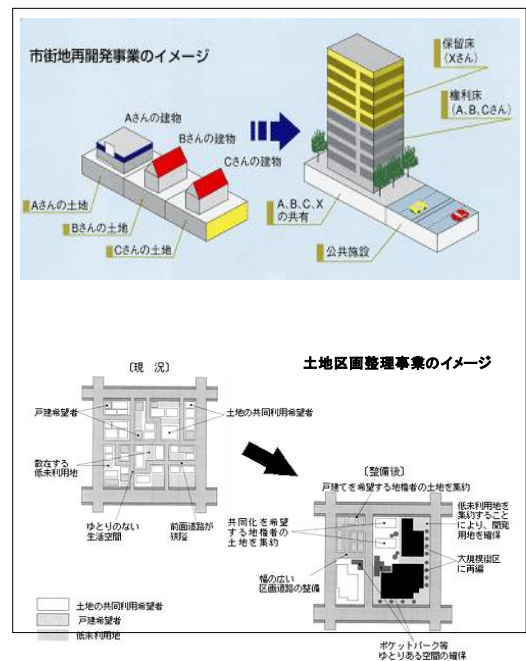 市街地再開発事業のイメージ
保留床
(Xさん)
権利床
(A、B、Cさん)
Aさんの建物
Bさんの建物
Cさんの建物
Aさんの土地
Bさんの土地
Cさんの土地
A、B、C、X
の共有
公共施設
土地区画整理事業のイメージ
〔現 況〕
戸建希望者
土地の共同利用希望者
散在する
低未利用地
ゆとりのない
生活空間
前面道路が
狭隘
〔整備後〕
戸建てを希望する地権者の土地を集約
共同化を希望
する地権者の
土地を集約
低未利用地を
集約すること
により、開発
用地を確保
大規模街区
に再編
幅の広い
区画道路の整備
ポケットパーク等
ゆとりある空間の確保
土地の共同利用希望者
戸建希望者
低未利用地